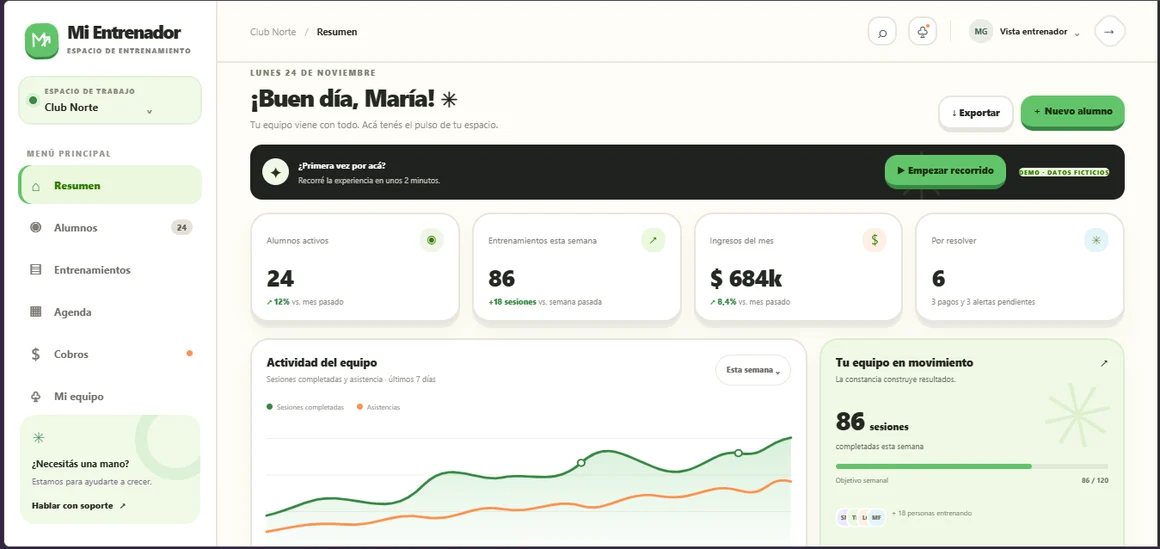 Mi Entrenador
ESPACIO DE ENTRENAMIENTO
ESPACIO DE TRABAJO
Club Norte
MENÚ PRINCIPAL
Resumen
Alumnos 24
Entrenamientos
Agenda
Cobros
Mi equipo
¿Necesitás una mano?
Estamos para ayudarte a crecer.
Hablar con soporte ↗
Club Norte / Resumen
MG Vista entrenador
LUNES 24 DE NOVIEMBRE
¡Buen día, María!
Tu equipo viene con todo. Acá tenés el pulso de tu espacio.
↓ Exportar
+ Nuevo alumno
¿Primera vez por acá?
Recorré la experiencia en unos 2 minutos.
▶ Empezar recorrido
DEMO · DATOS FICTICIOS
Alumnos activos
24
↗ 12% vs. mes pasado
Entrenamientos esta semana
86
+18 sesiones vs. semana pasada
Ingresos del mes
$ 684k
↗ 8,4% vs. mes pasado
Por resolver
6
3 pagos y 3 alertas pendientes
Actividad del equipo
Sesiones completadas y asistencia · últimos 7 días
Esta semana
Sesiones completadas
Asistencias
Tu equipo en movimiento
La constancia construye resultados.
86 sesiones
completadas esta semana
Objetivo semanal 86 / 120
MF + 18 personas entrenando